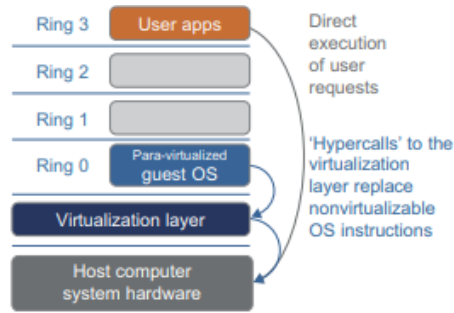 Ring 3
User apps
Ring 2
Ring 1
Ring 0
Para-virtualized
guest OS
Virtualization layer
Host computer
system hardware
Direct
execution
of user
requests
‘Hypercalls’ to the
virtualization
layer replace
nonvirtualizable
OS instructions